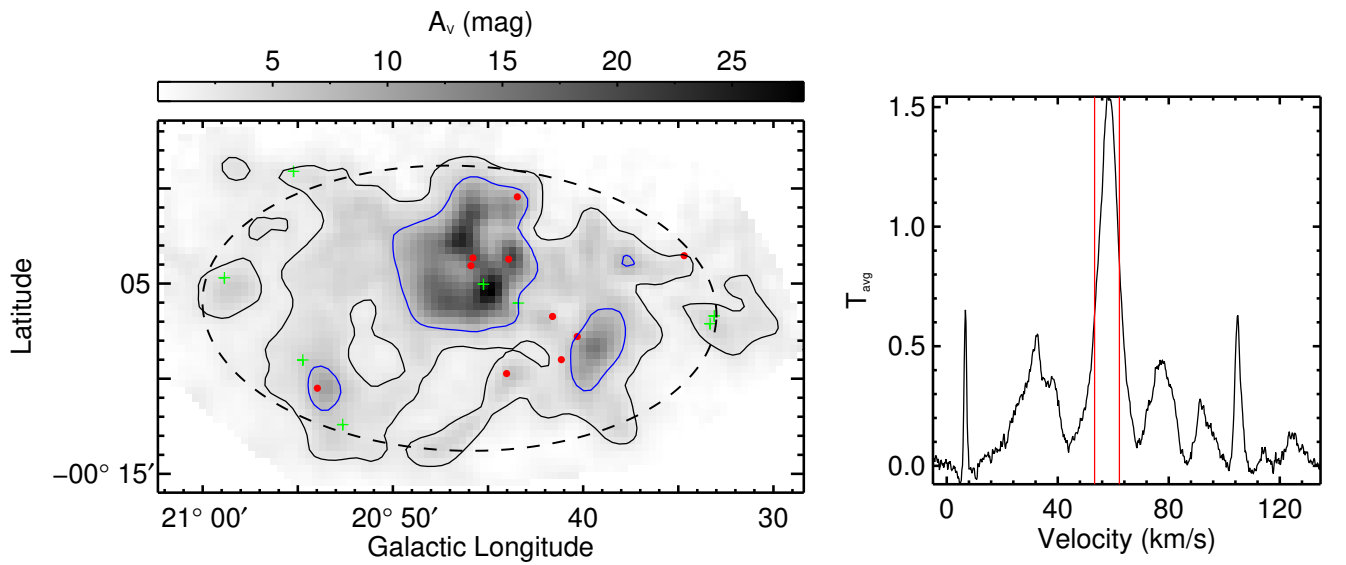 Aᵥ (mag)
5 10 15 20 25
Latitude
05
−00° 15′
21° 00′ 20° 50′ 40 30
Galactic Longitude
T_avg
1.5
1.0
0.5
0.0
0 40 80 120
Velocity (km/s)